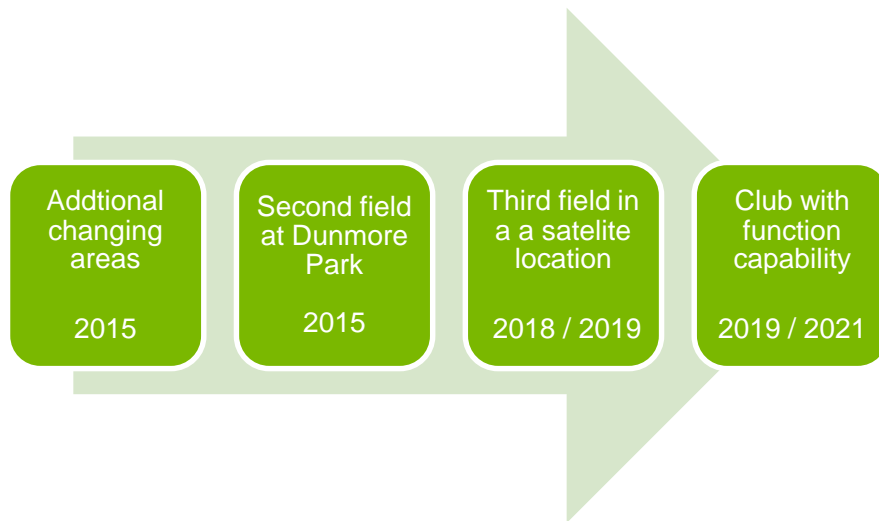 Addtional
changing
areas
2015
Second field
at Dunmore
Park
2015
Third field in
a a satelite
location
2018 / 2019
Club with
function
capability
2019 / 2021